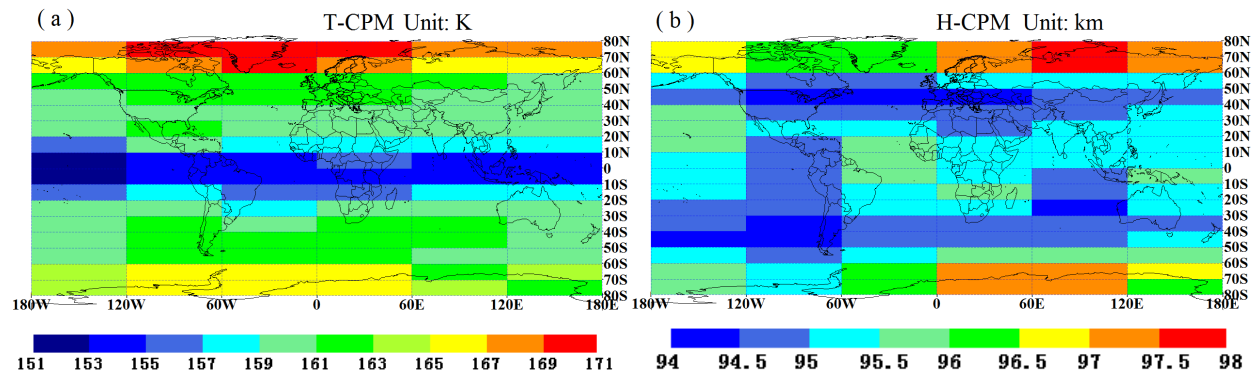 ( a ) T-CPM Unit: K
80N
70N
60N
50N
40N
30N
20N
10N
0
10S
20S
30S
40S
50S
60S
70S
80S
180W 120W 60W 0 60E 120E 180E
151 153 155 157 159 161 163 165 167 169 171
( b ) H-CPM Unit: km
80N
70N
60N
50N
40N
30N
20N
10N
0
10S
20S
30S
40S
50S
60S
70S
80S
180W 120W 60W 0 60E 120E 180E
94 94.5 95 95.5 96 96.5 97 97.5 98